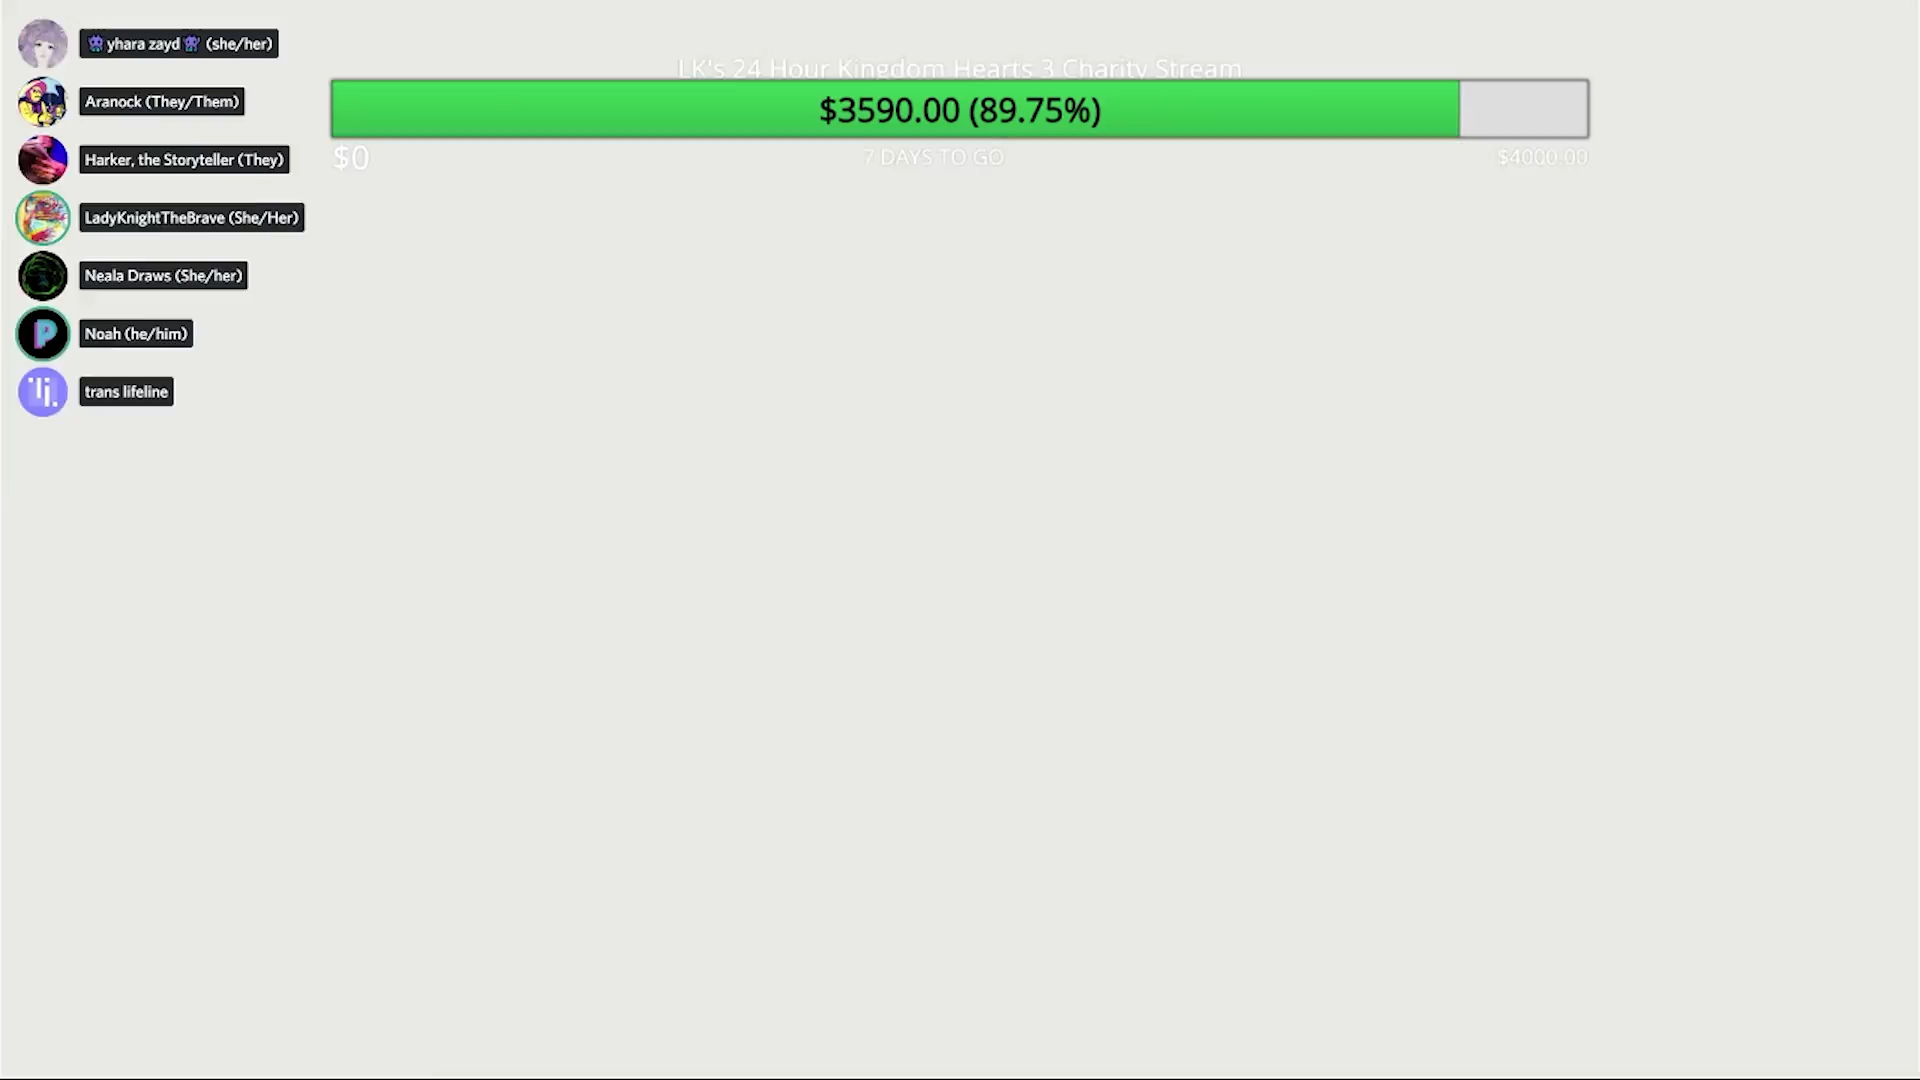 👾yhara zayd👾 (she/her)
Aranock (They/Them)
Harker, the Storyteller (They)
LadyKnightTheBrave (She/Her)
Neala Draws (She/her)
Noah (he/him)
trans lifeline
LK's 24 Hour Kingdom Hearts 3 Charity Stream
$3590.00 (89.75%)
$0
7 DAYS TO GO
$4000.00